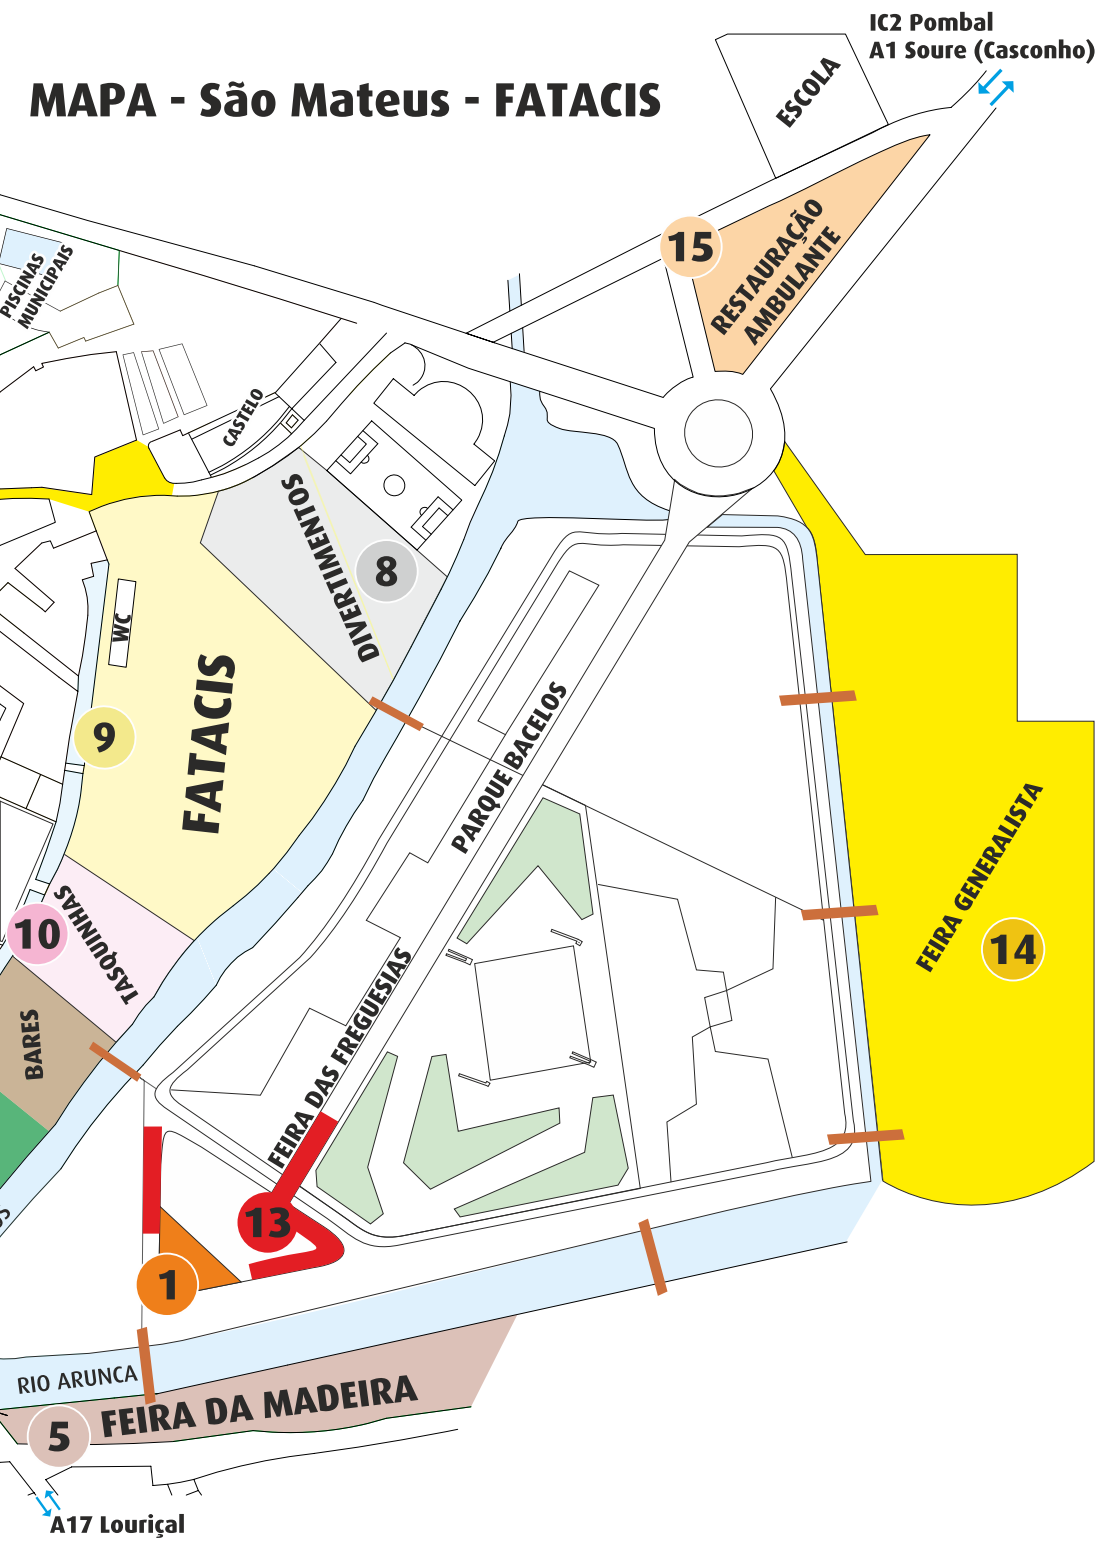 IC2 Pombal
A1 Soure (Casconho)
MAPA - São Mateus - FATACIS
ESCOLA
15
RESTAURAÇÃO
AMBULANTE
PISCINAS
MUNICIPAIS
CASTELO
DIVERTIMENTOS
8
WC
FATACIS
9
PARQUE BACELOS
FEIRA GENERALISTA
14
TASQUINHAS
10
BARES
FEIRA DAS FREGUESIAS
13
1
RIO ARUNCA
FEIRA DA MADEIRA
5
A17 Louriçal